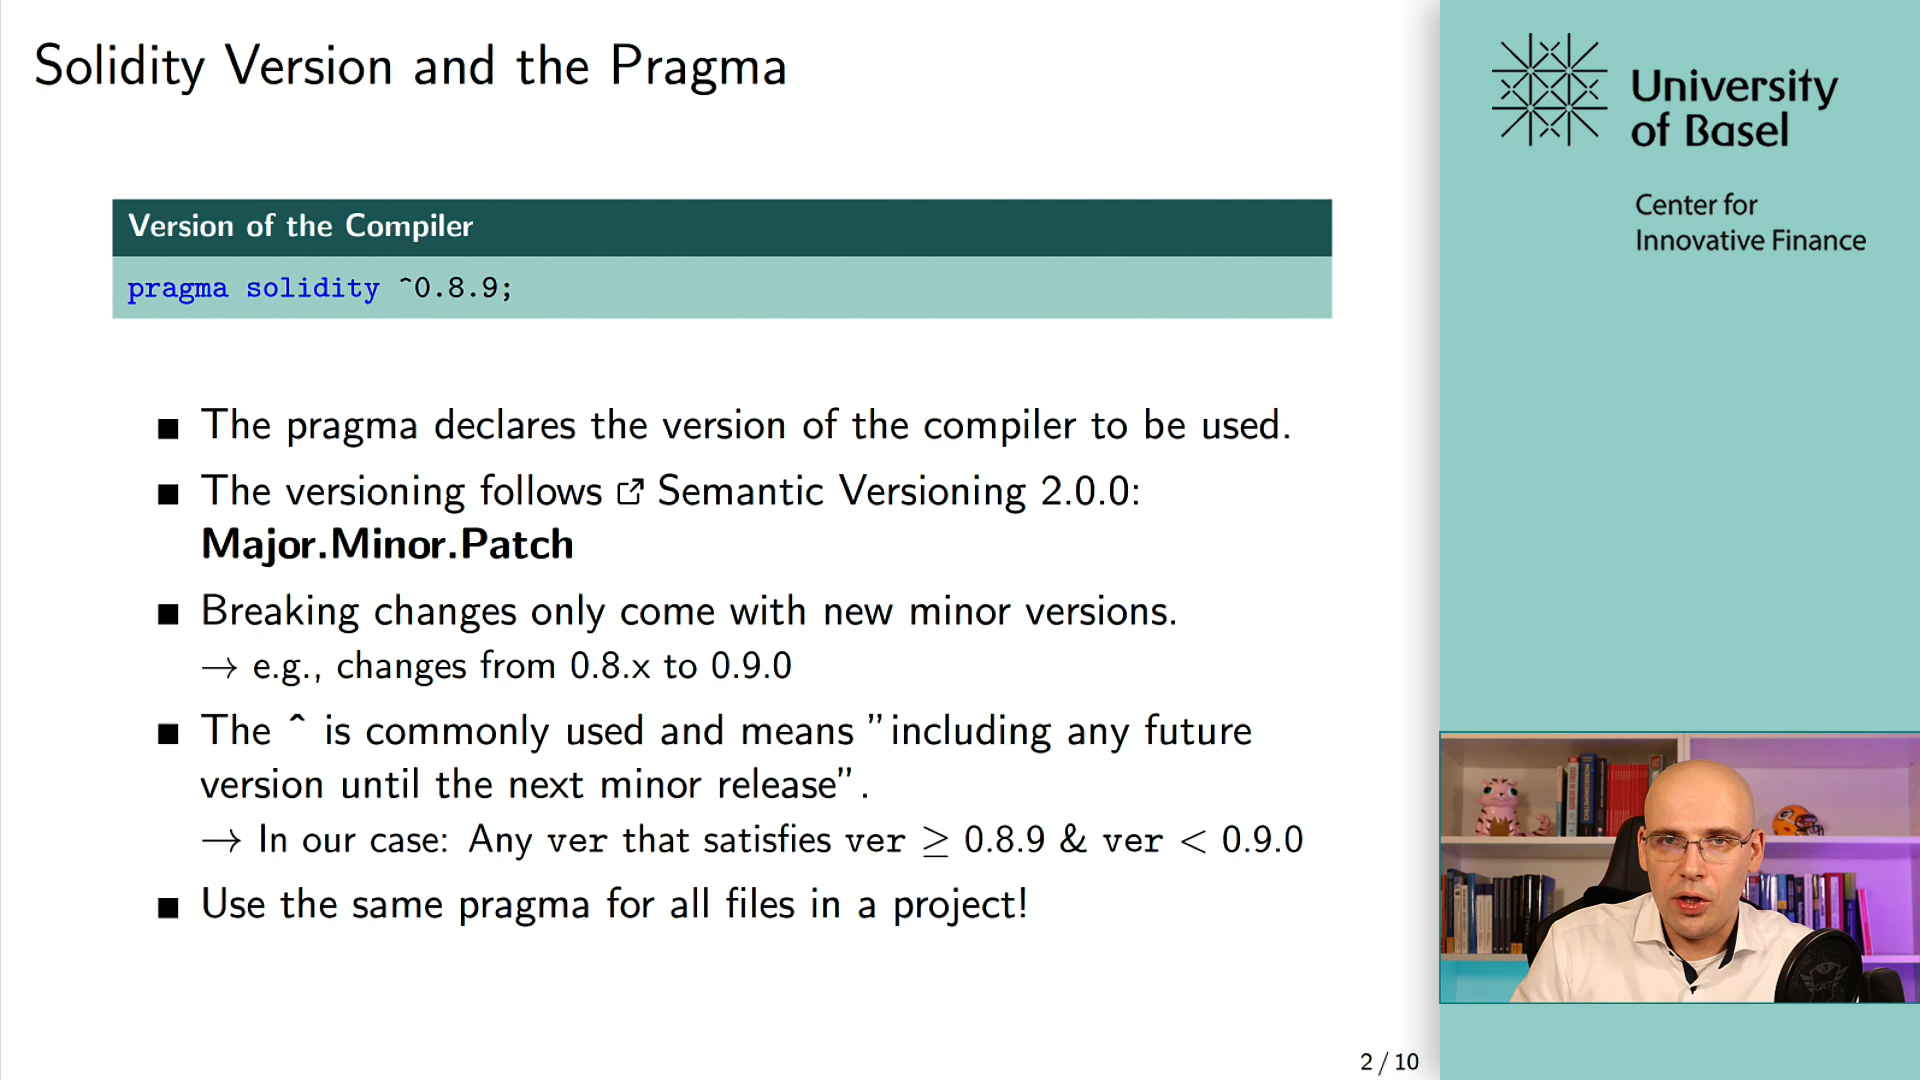 Solidity Version and the Pragma
Version of the Compiler
pragma solidity ^0.8.9;
■ The pragma declares the version of the compiler to be used.
■ The versioning follows Semantic Versioning 2.0.0:
Major.Minor.Patch
■ Breaking changes only come with new minor versions.
→ e.g., changes from 0.8.x to 0.9.0
■ The ^ is commonly used and means ”including any future
version until the next minor release”.
→ In our case: Any ver that satisfies ver ≥ 0.8.9 & ver < 0.9.0
■ Use the same pragma for all files in a project!
2 / 10
University
of Basel
Center for
Innovative Finance